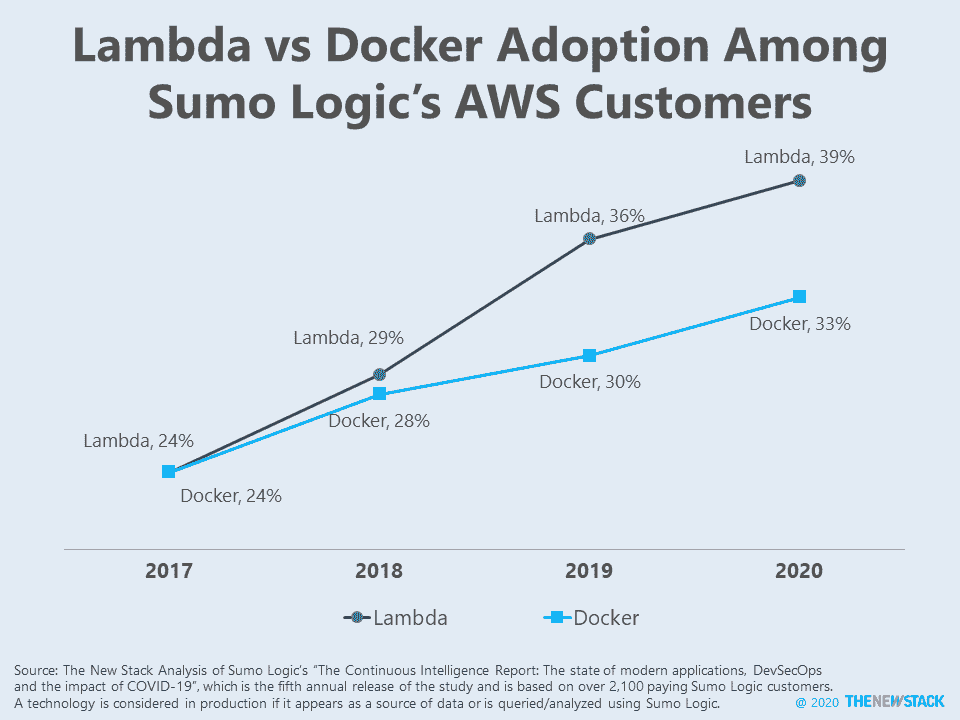 Lambda vs Docker Adoption Among
Sumo Logic’s AWS Customers
Lambda, 39%
Lambda, 36%
Docker, 33%
Lambda, 29%
Docker, 30%
Docker, 28%
Lambda, 24%
Docker, 24%
2017 2018 2019 2020
Lambda Docker
Source: The New Stack Analysis of Sumo Logic’s “The Continuous Intelligence Report: The state of modern applications, DevSecOps
and the impact of COVID-19”, which is the fifth annual release of the study and is based on over 2,100 paying Sumo Logic customers.
A technology is considered in production if it appears as a source of data or is queried/analyzed using Sumo Logic.
@ 2020 THENEWSTACK